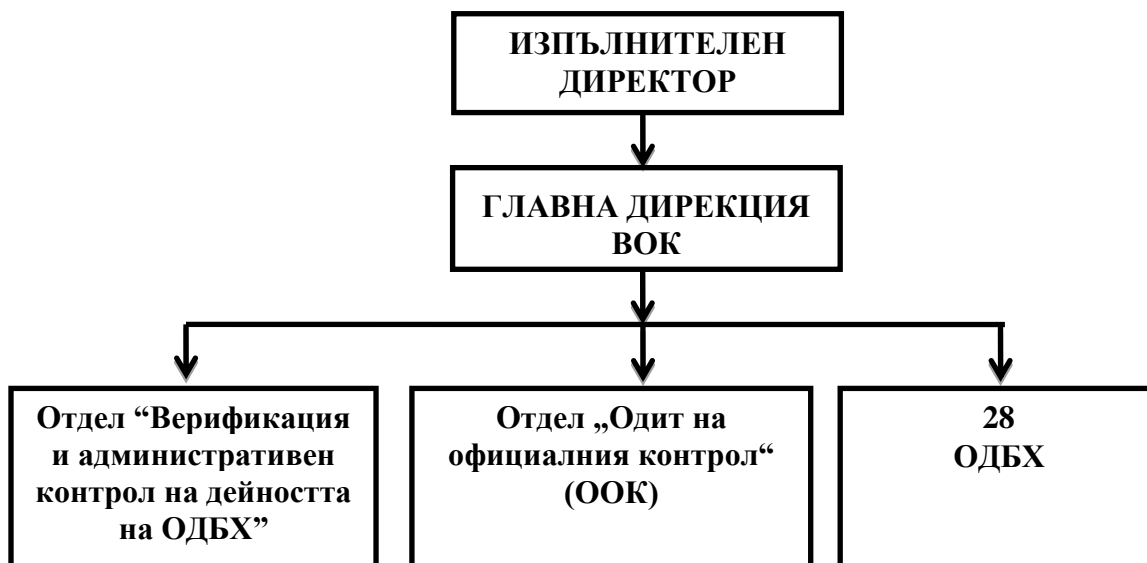 ИЗПЪЛНИТЕЛЕН
ДИРЕКТОР
ГЛАВНА ДИРЕКЦИЯ
ВОК
Отдел “Верификация
и административен
контрол на дейността
на ОДБХ”
Отдел „Одит на
официалния контрол“
(ООК)
28
ОДБХ